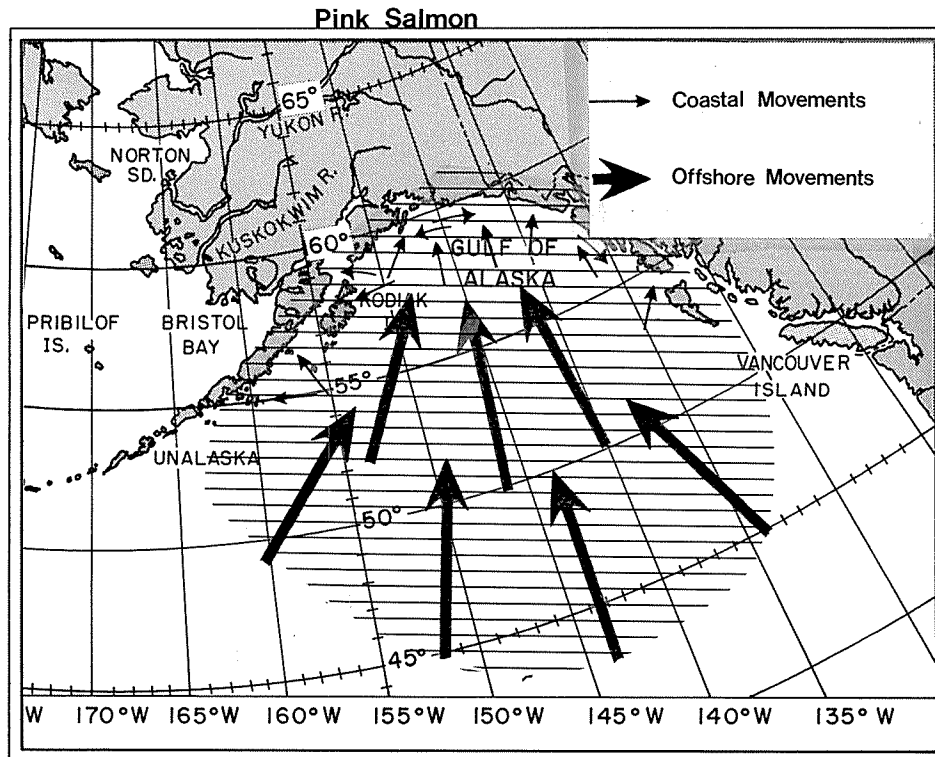 Pink Salmon
Coastal Movements
Offshore Movements
65°
YUKON R.
NORTON
SD.
KUSKOKWIM R.
60°
GULF OF
ALASKA
KODIAK
PRIBILOF
IS.
BRISTOL
BAY
55°
VANCOUVER
ISLAND
UNALASKA
50°
45°
W 170°W 165°W 160°W 155°W 150°W 145°W 140°W 135°W